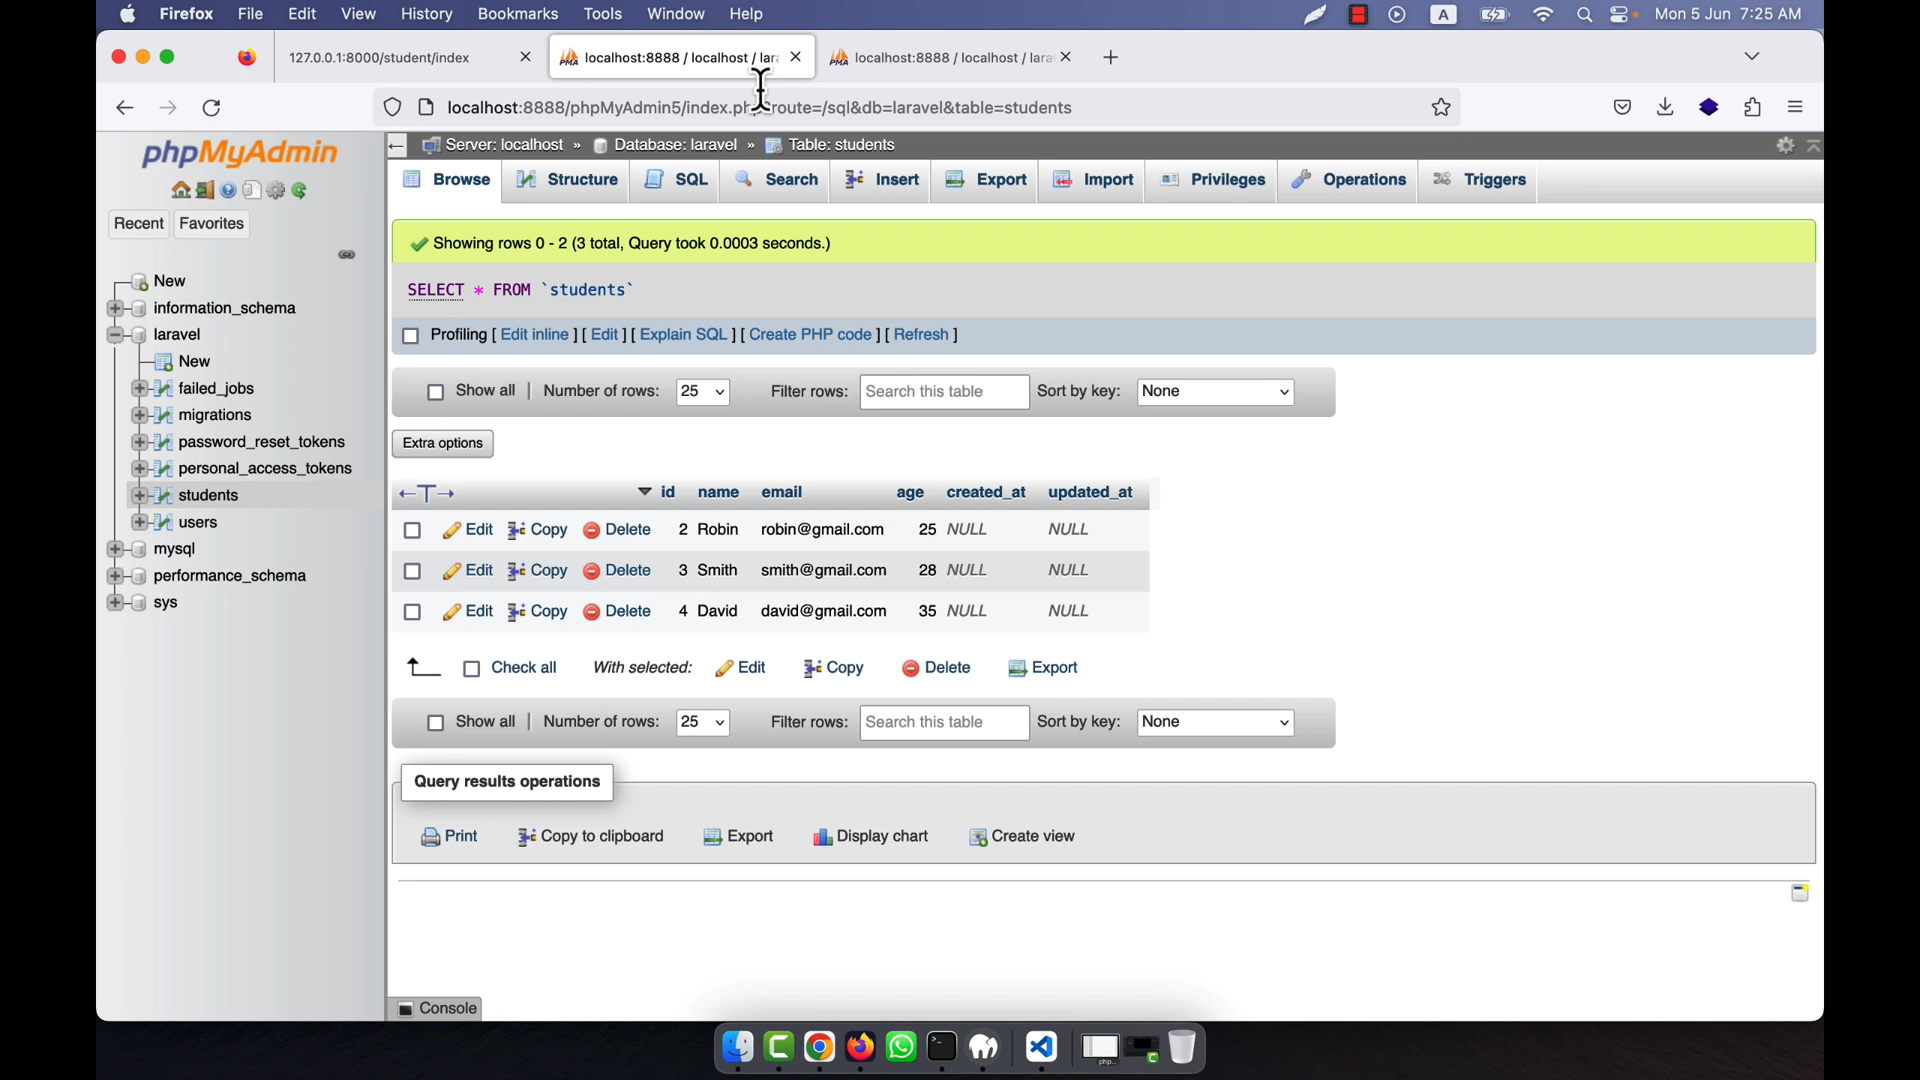 Firefox File Edit View History Bookmarks Tools Window Help A Mon 5 Jun 7:25 AM
127.0.0.1:8000/student/index localhost:8888 / localhost / lar localhost:8888 / localhost / lara
localhost:8888/phpMyAdmin5/index.php?route=/sql&db=laravel&table=students
phpMyAdmin
Recent Favorites
New
information_schema
laravel
New
failed_jobs
migrations
password_reset_tokens
personal_access_tokens
students
users
mysql
performance_schema
sys
Server: localhost » Database: laravel » Table: students
Browse Structure SQL Search Insert Export Import Privileges Operations Triggers
Showing rows 0 - 2 (3 total, Query took 0.0003 seconds.)
SELECT * FROM `students`
Profiling [ Edit inline ] [ Edit ] [ Explain SQL ] [ Create PHP code ] [ Refresh ]
Show all | Number of rows: 25 Filter rows: Search this table Sort by key: None
Extra options
id name email age created_at updated_at
Edit Copy Delete 2 Robin robin@gmail.com 25 NULL NULL
Edit Copy Delete 3 Smith smith@gmail.com 28 NULL NULL
Edit Copy Delete 4 David david@gmail.com 35 NULL NULL
Check all With selected: Edit Copy Delete Export
Show all | Number of rows: 25 Filter rows: Search this table Sort by key: None
Query results operations
Print Copy to clipboard Export Display chart Create view
Console